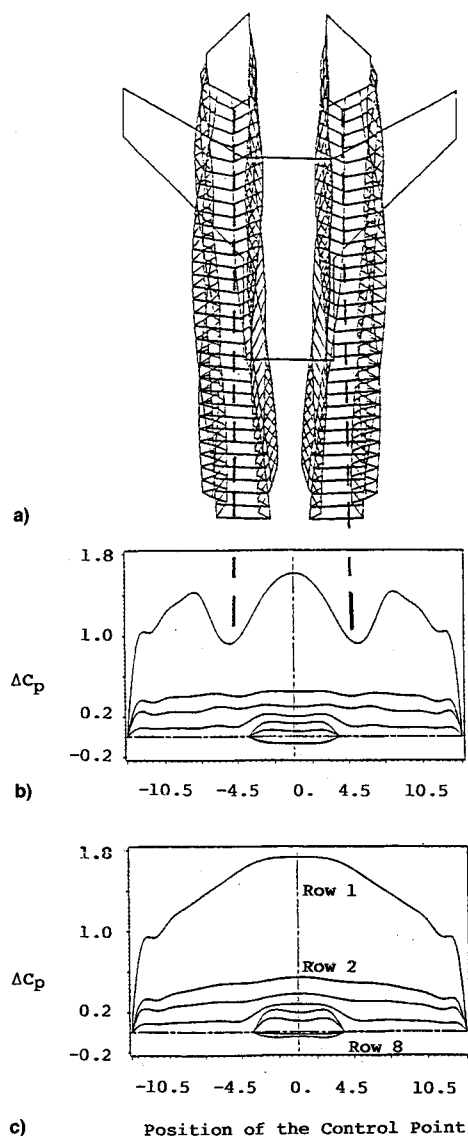 a)
1.8
1.0
ΔCp
0.2
-0.2
b)
-10.5 -4.5 0. 4.5 10.5
1.8
Row 1
1.0
Row 2
ΔCp
0.2
Row 8
-0.2
-10.5 -4.5 0. 4.5 10.5
c) Position of the Control Point